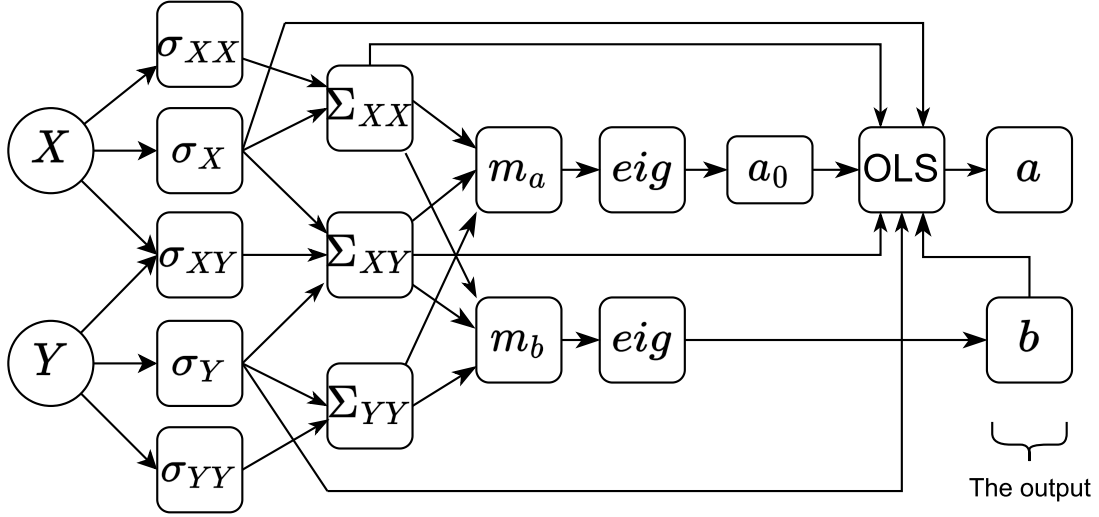 σ_XX
X
σ_X
Σ_XX
m_a
eig
a_0
OLS
a
σ_XY
Σ_XY
Y
σ_Y
m_b
eig
b
Σ_YY
σ_YY
The output